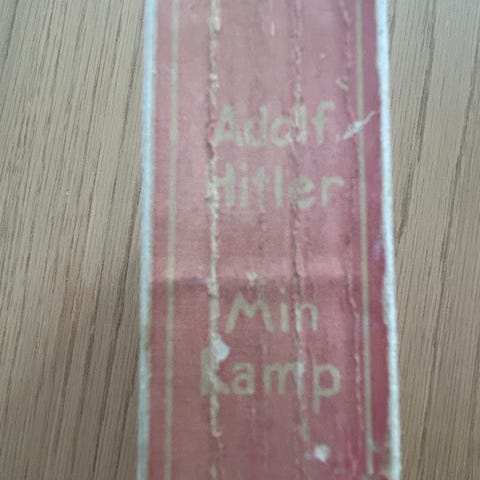 Adolf
Hitler
Min
Kamp